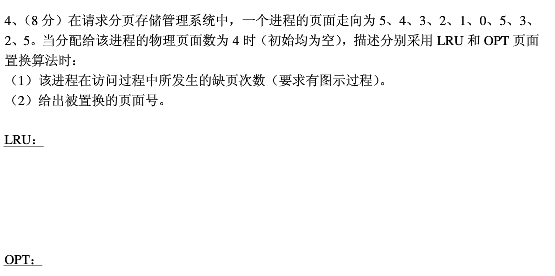 4、（8 分）在请求分页存储管理系统中，一个进程的页面走向为 5、4、3、2、1、0、5、3、
2、5。当分配给该进程的物理页面数为 4 时（初始均为空），描述分别采用 LRU 和 OPT 页面
置换算法时：
（1）该进程在访问过程中所发生的缺页次数（要求有图示过程）。
（2）给出被置换的页面号。
LRU：
OPT：